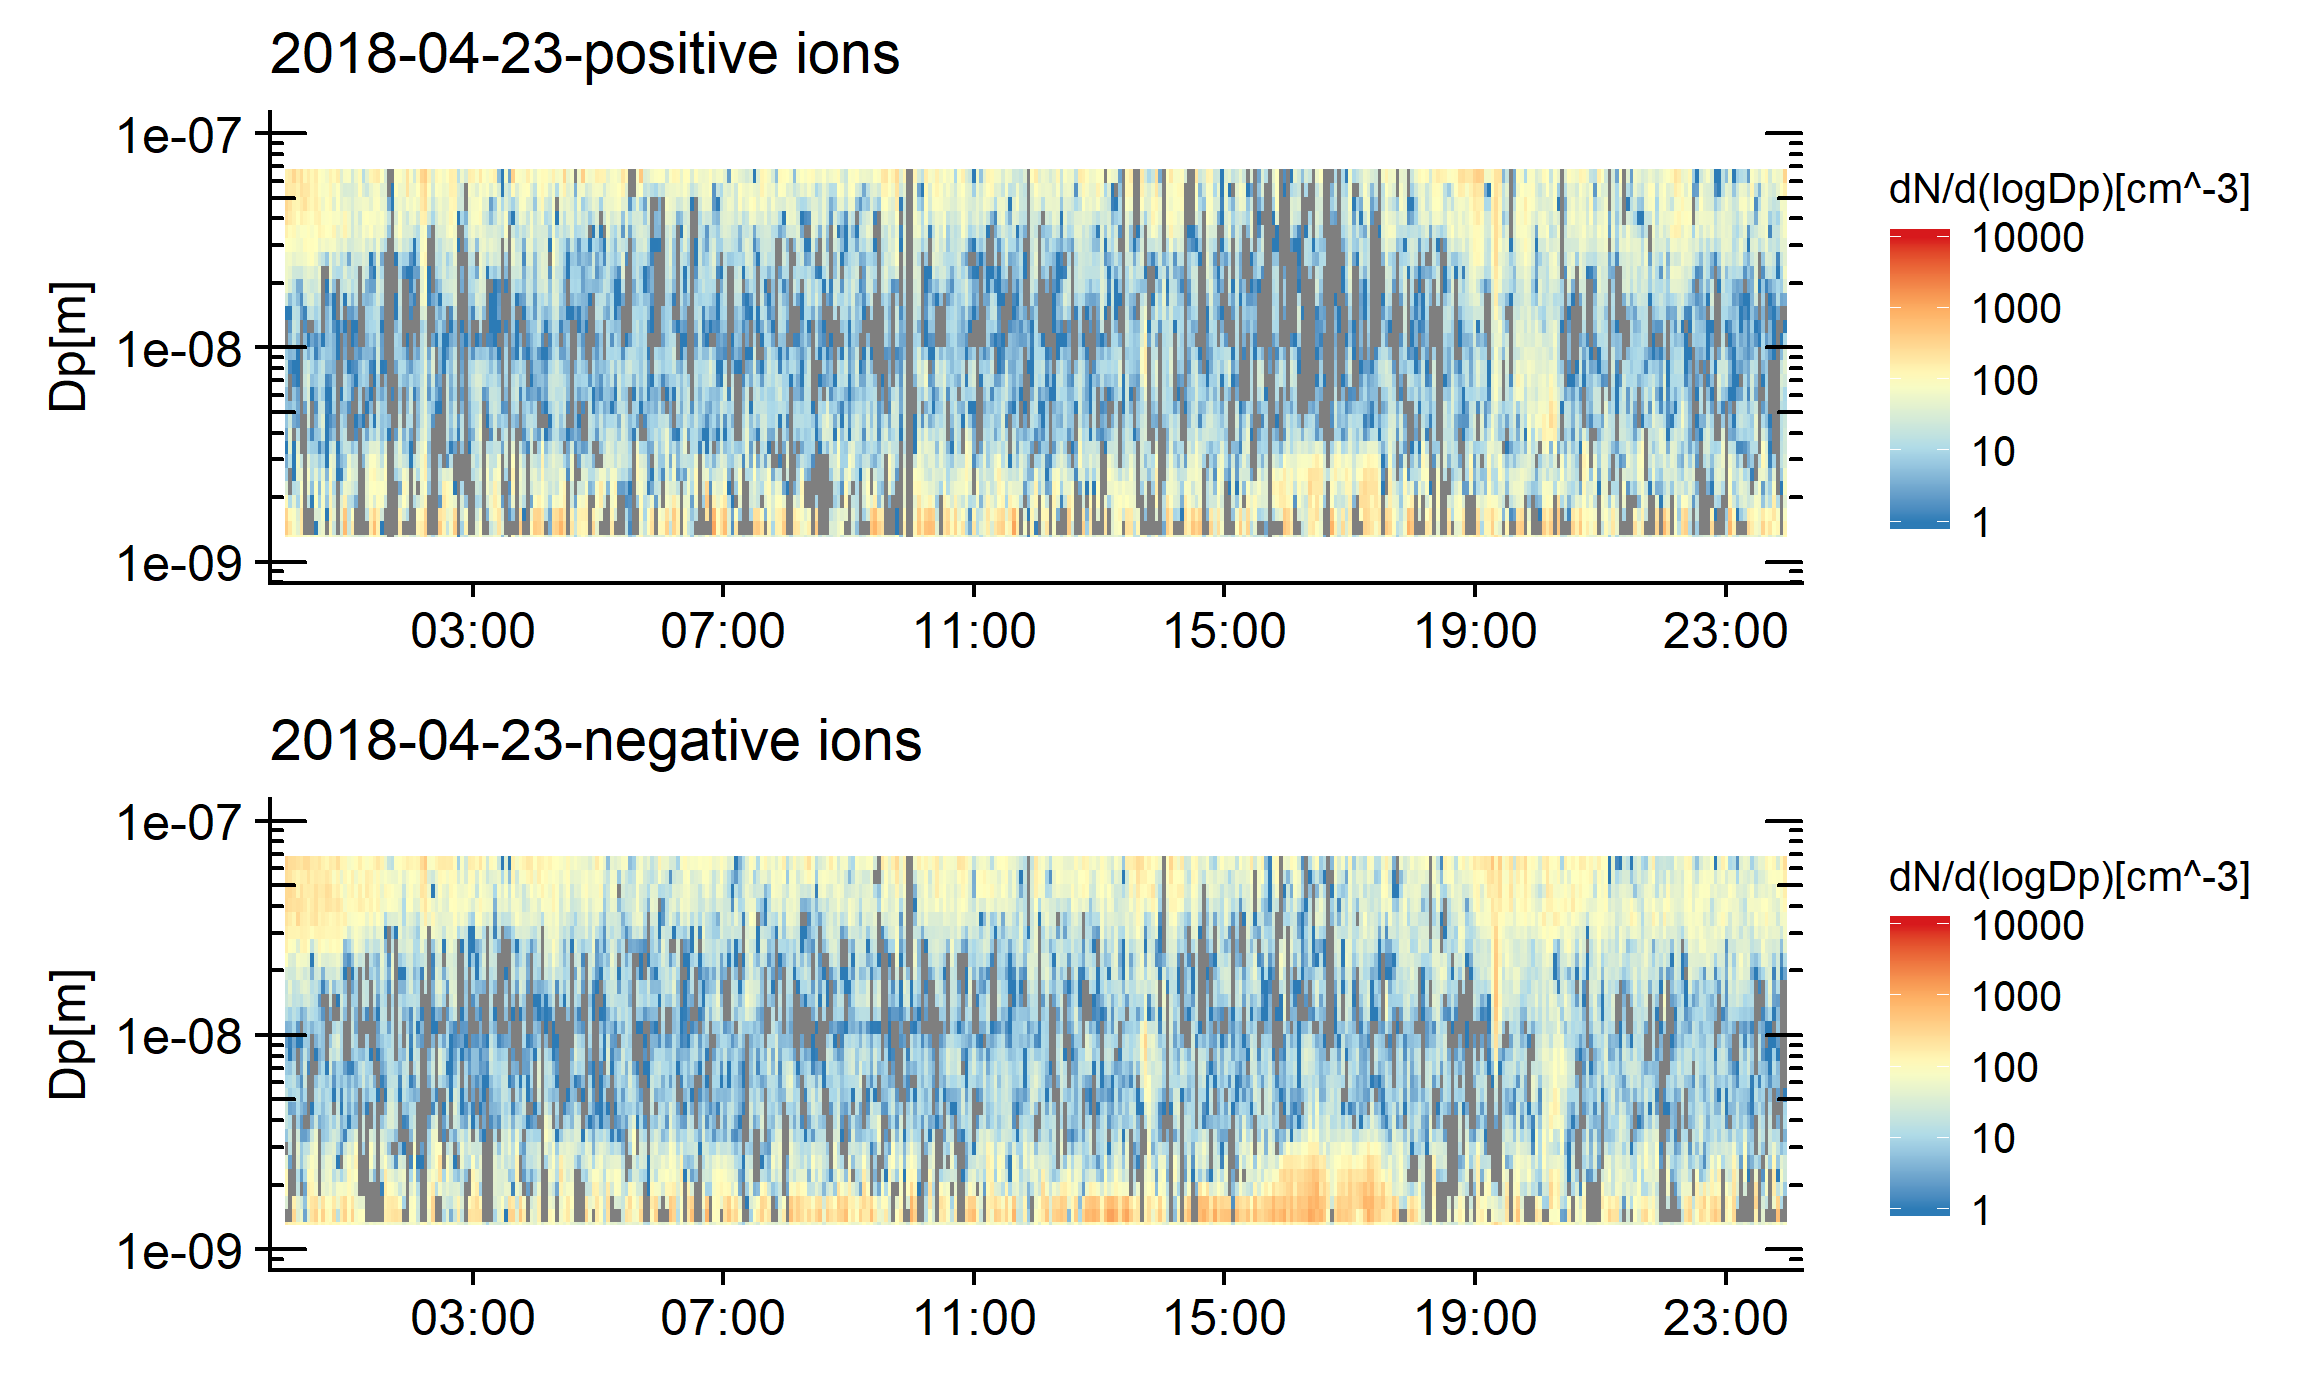 2018-04-23-positive ions
1e-07
1e-08
1e-09
Dp[m]
03:00 07:00 11:00 15:00 19:00 23:00
dN/d(logDp)[cm^-3]
10000
1000
100
10
1
2018-04-23-negative ions
1e-07
1e-08
1e-09
Dp[m]
03:00 07:00 11:00 15:00 19:00 23:00
dN/d(logDp)[cm^-3]
10000
1000
100
10
1